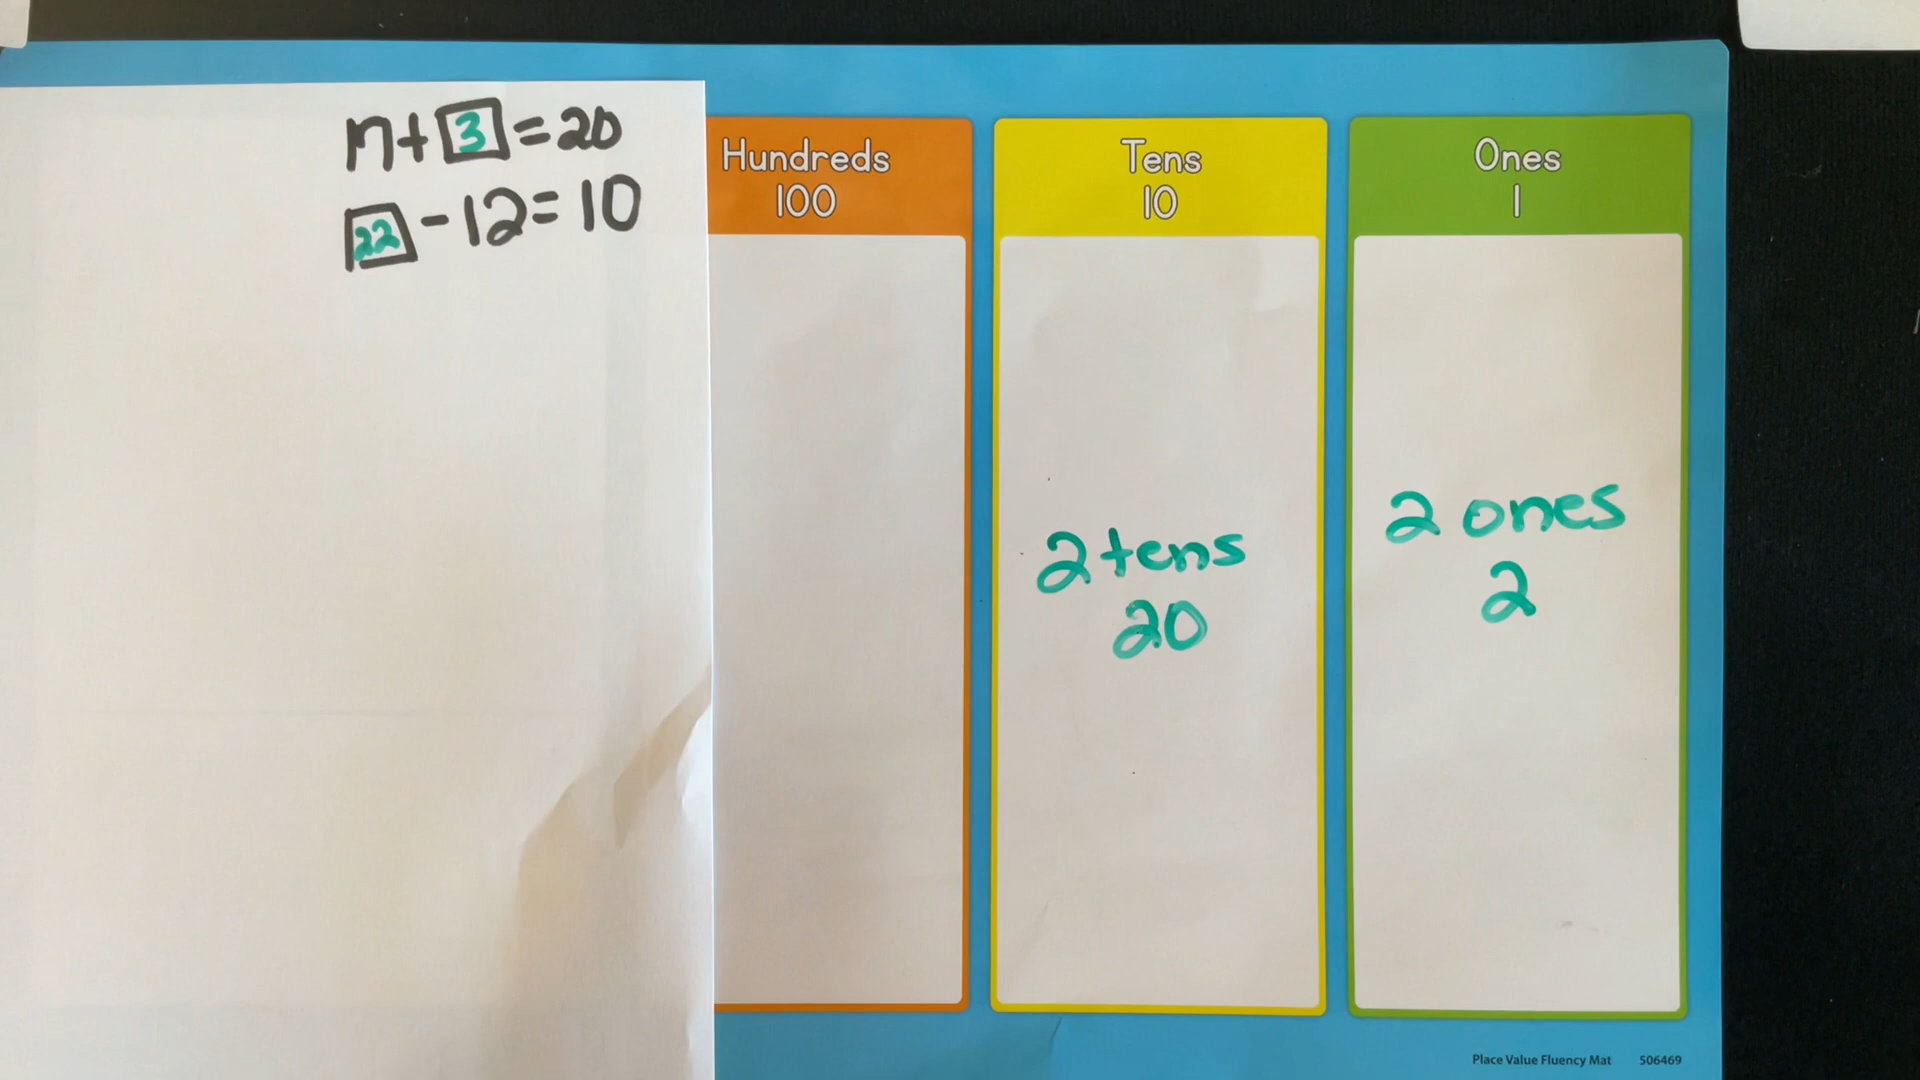 17+3=20
22-12=10
Hundreds
100
Tens
10
Ones
1
2 tens
20
2 ones
2
Place Value Fluency Mat 506469